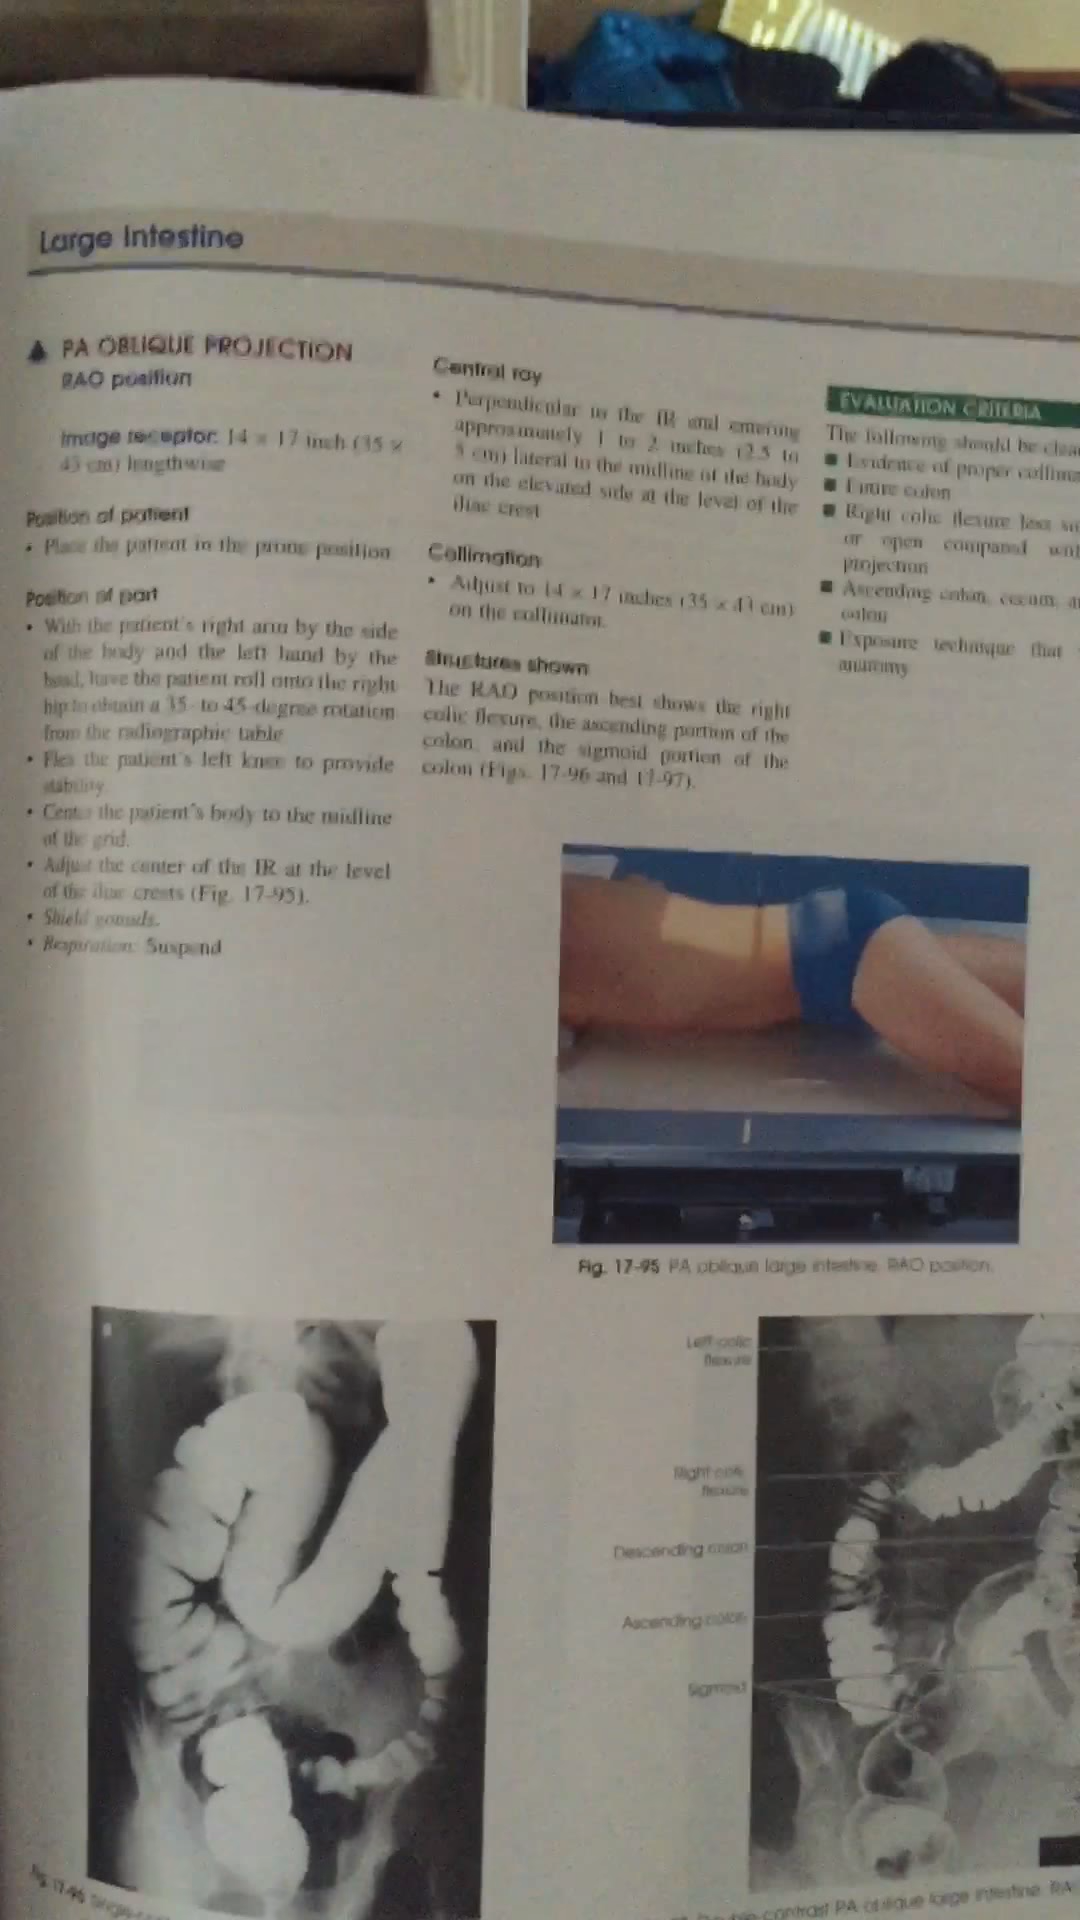 Large Intestine
PA OBLIQUE PROJECTION
RAO position
Image receptor: 14 × 17 inch (35 ×
43 cm) lengthwise
Position of patient
• Place the patient in the prone position
Position of part
• With the patient's right arm by the side
of the body and the left hand by the
head, have the patient roll onto the right
hip to obtain a 35- to 45-degree rotation
from the radiographic table
• Flex the patient's left knee to provide
stability.
• Center the patient's body to the midline
of the grid.
• Adjust the center of the IR at the level
of the iliac crests (Fig. 17-95).
• Shield gonads.
• Respiration: Suspend
Central ray
• Perpendicular to the IR and entering
approximately 1 to 2 inches (2.5 to
5 cm) lateral to the midline of the body
on the elevated side at the level of the
iliac crest
Collimation
• Adjust to 14 × 17 inches (35 × 43 cm)
on the collimator.
Structures shown
The RAO position best shows the right
colic flexure, the ascending portion of the
colon, and the sigmoid portion of the
colon (Figs. 17-96 and 17-97).
EVALUATION CRITERIA
The following should be clea
■ Evidence of proper collima
■ Entire colon
■ Right colic flexure less su
or open compared
projection
■ Ascending colon, cecum, a
colon
■ Exposure technique that
anatomy
Fig. 17-95 PA oblique large intestine. RAO position.
Left colic
flexure
Right colic
flexure
Descending colon
Ascending colon
Sigmoid
Fig. 17-96 Single-co
contrast PA oblique large intestine. RA